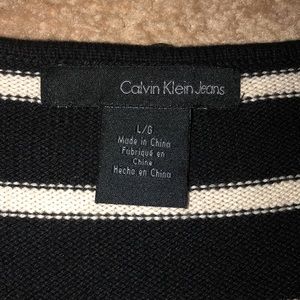 Calvin Klein Jeans
L/G
Made in China
Fabriqué en
Chine
Hecho en China